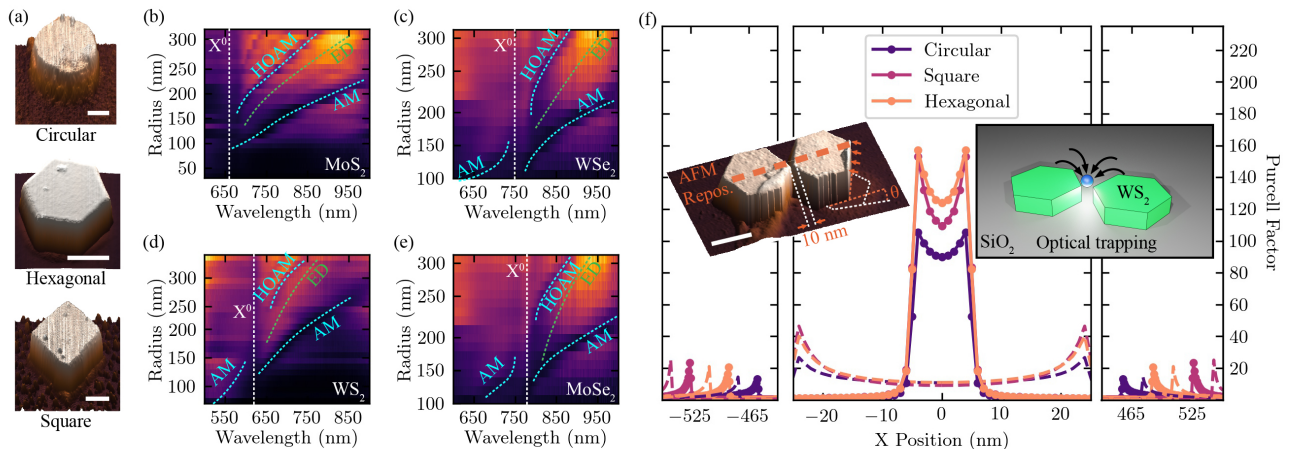 (a)
Circular
Hexagonal
Square
(b)
X⁰
HOAM
ED
AM
MoS₂
300
250
200
150
100
50
Radius (nm)
650 750 850 950
Wavelength (nm)
(c)
X⁰
HOAM
ED
AM
AM
WSe₂
300
250
200
150
100
Radius (nm)
650 750 850 950
Wavelength (nm)
(d)
X⁰
HOAM
ED
AM
AM
WS₂
300
250
200
150
100
Radius (nm)
550 650 750 850
Wavelength (nm)
(e)
X⁰
HOAM
ED
AM
AM
MoSe₂
300
250
200
150
100
Radius (nm)
650 750 850 950
Wavelength (nm)
(f)
Circular
Square
Hexagonal
AFM
Repos.
θ
10 nm
WS₂
SiO₂
Optical trapping
220
200
180
160
140
120
100
80
60
40
20
Purcell Factor
−525 −465 −20 −10 0 10 20 465 525
X Position (nm)